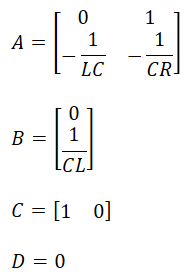 A = [ 0 1
-1/LC -1/CR ]
B = [ 0
1/CL ]
C = [1 0]
D = 0